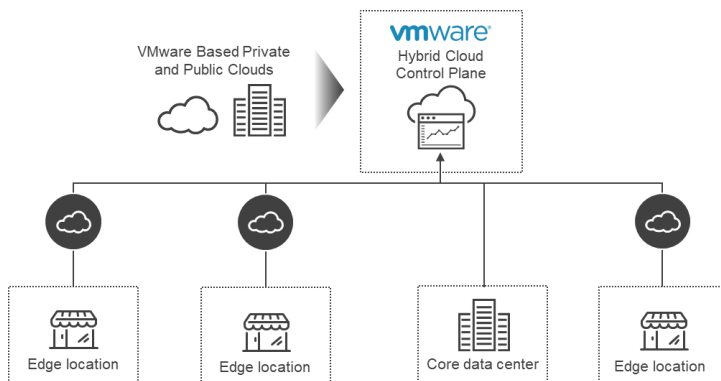 VMware Based Private
and Public Clouds
vmware®
Hybrid Cloud
Control Plane
Edge location
Edge location
Core data center
Edge location